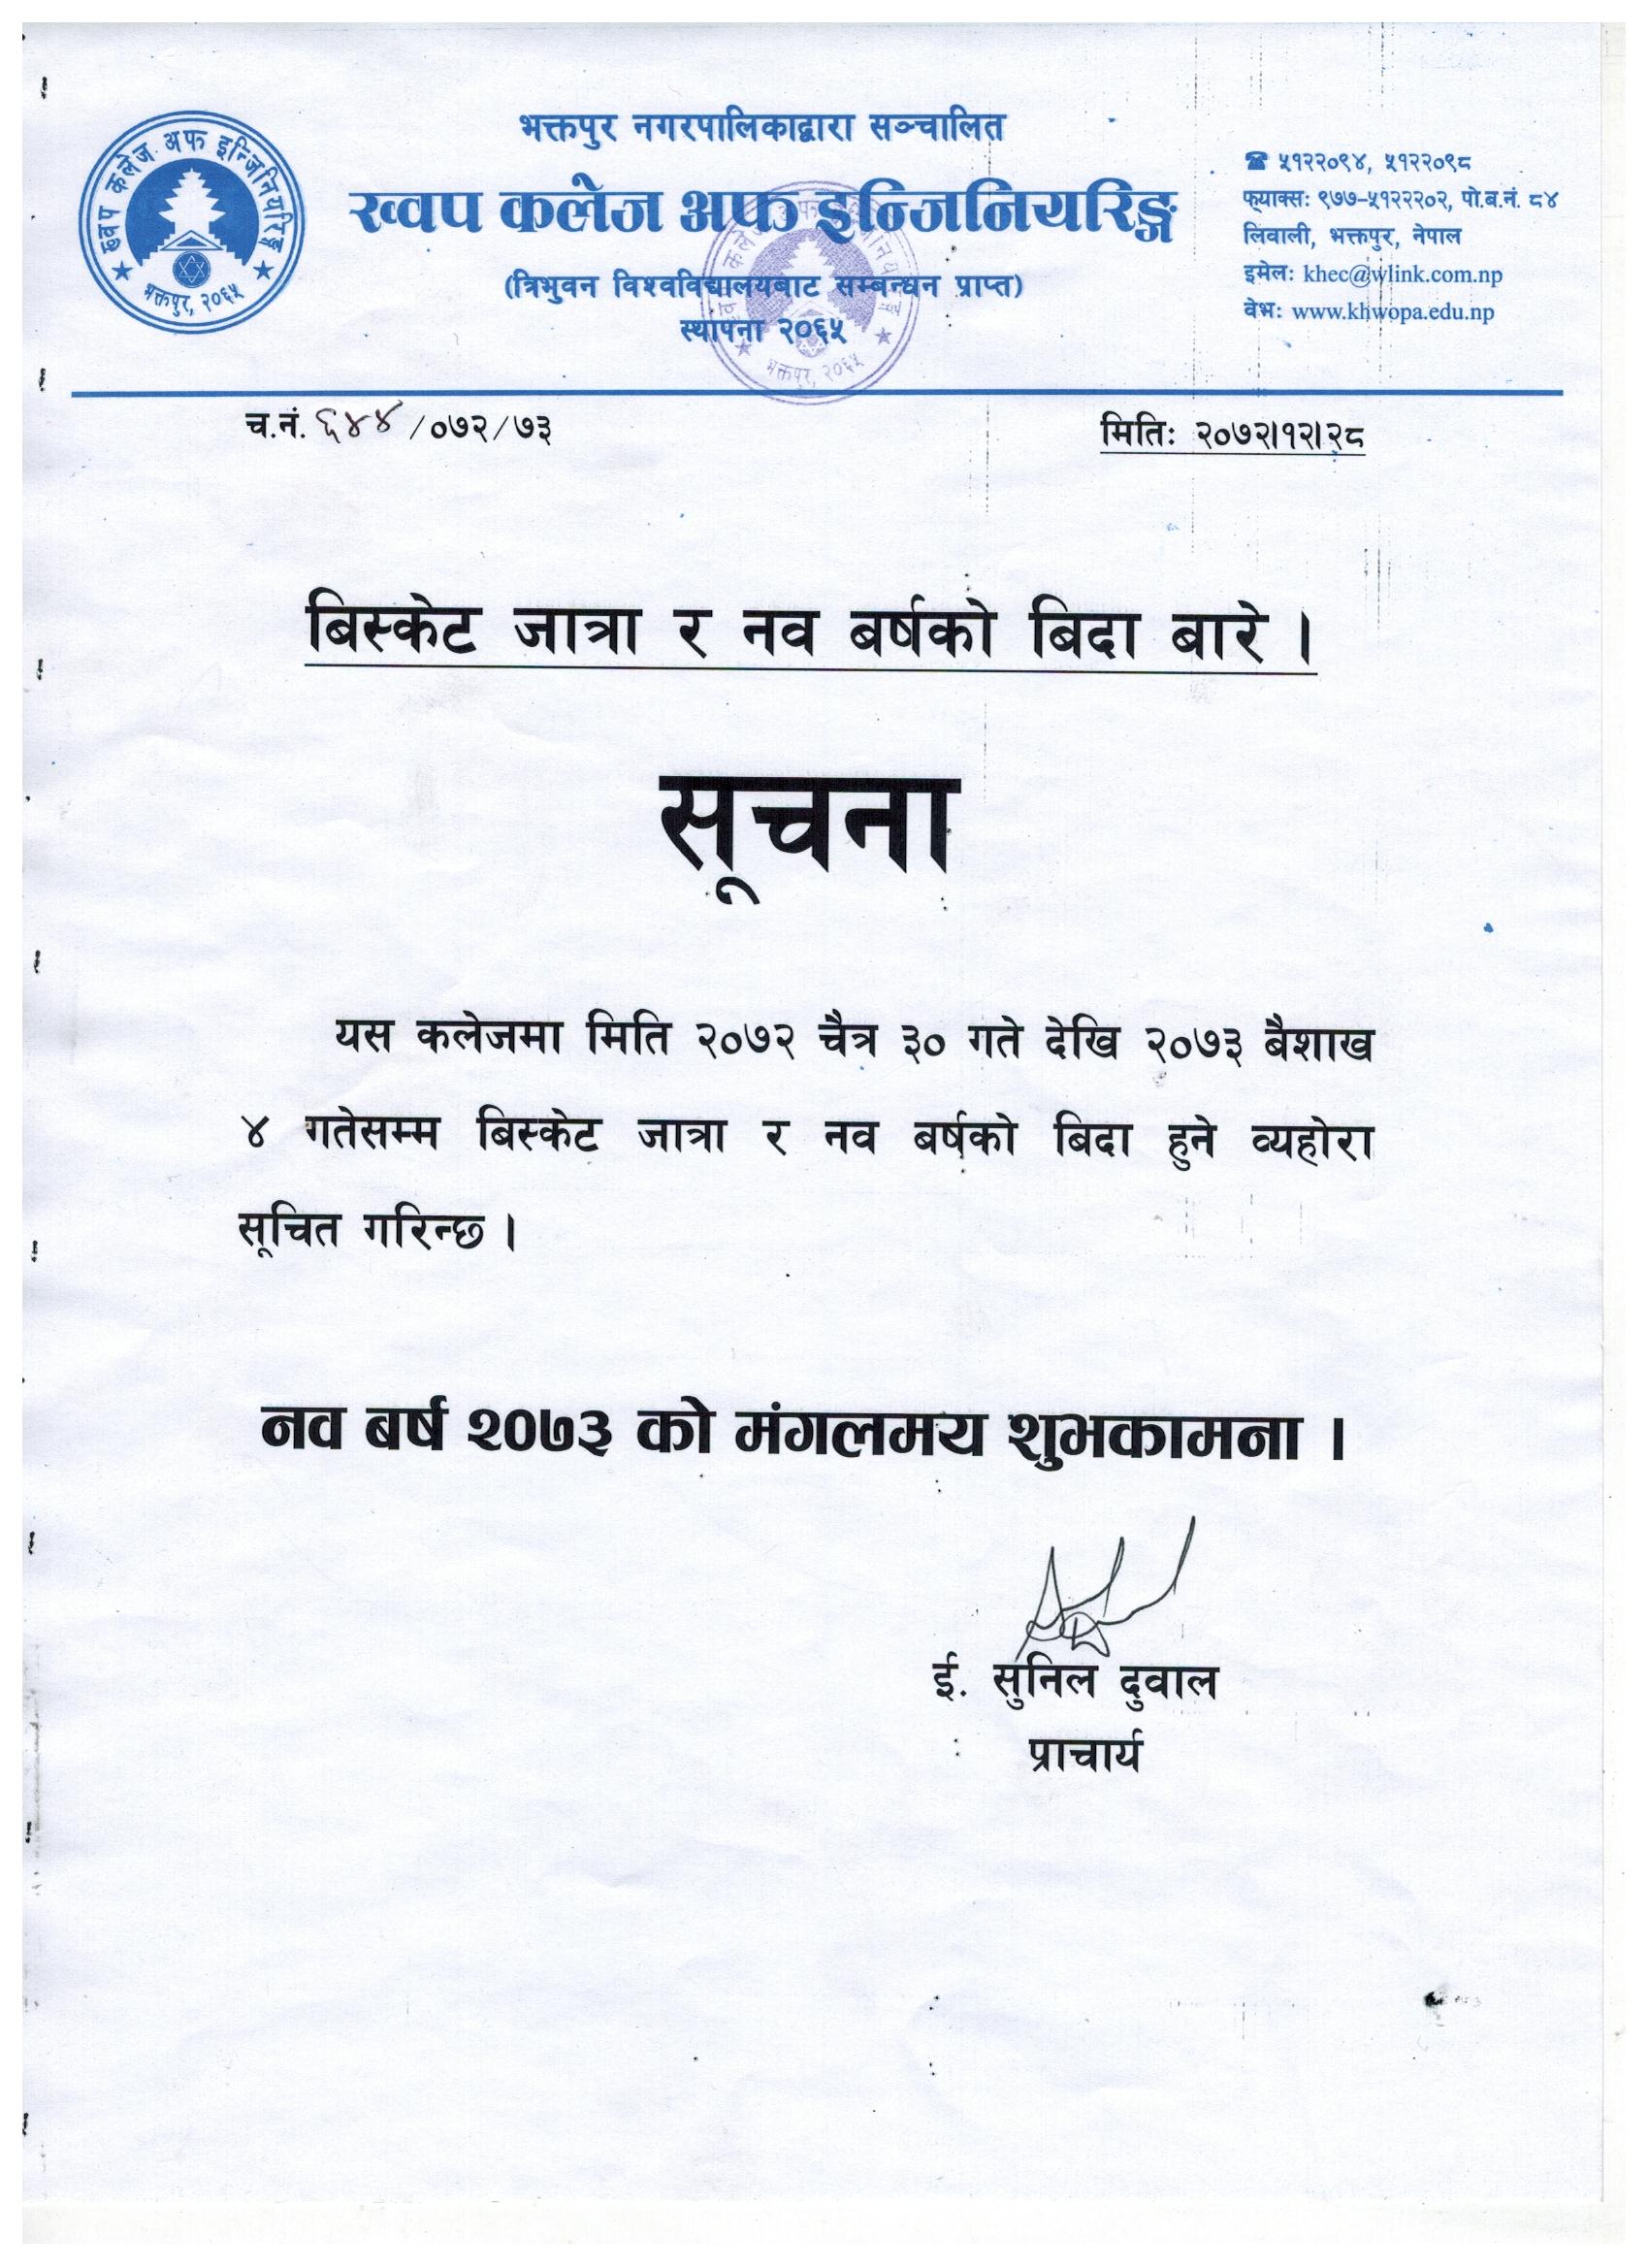 ख्वप कलेज अफ इन्जिनियरिङ्ग
भक्तपुर, २०६५
भक्तपुर नगरपालिकाद्वारा सञ्चालित
ख्वप कलेज अफ इन्जिनियरिङ्ग
(त्रिभुवन विश्वविद्यालयबाट सम्बन्धन प्राप्त)
स्थापना २०६५
भक्तपुर, २०६५
☎ ५१२२०९४, ५१२२०९८
फ्याक्स: ९७७-५१२२२०२, पो.ब.नं. ८४
लिवाली, भक्तपुर, नेपाल
इमेल: khec@wlink.com.np
वेभ: www.khwopa.edu.np
च.नं. ६४४ /०७२/७३
मितिः २०७२।१२।२८
बिस्केट जात्रा र नव बर्षको बिदा बारे ।
सूचना
यस कलेजमा मिति २०७२ चैत्र ३० गते देखि २०७३ बैशाख
४ गतेसम्म बिस्केट जात्रा र नव बर्षको बिदा हुने व्यहोरा
सूचित गरिन्छ ।
नव बर्ष २०७३ को मंगलमय शुभकामना ।
ई. सुनिल दुवाल
प्राचार्य